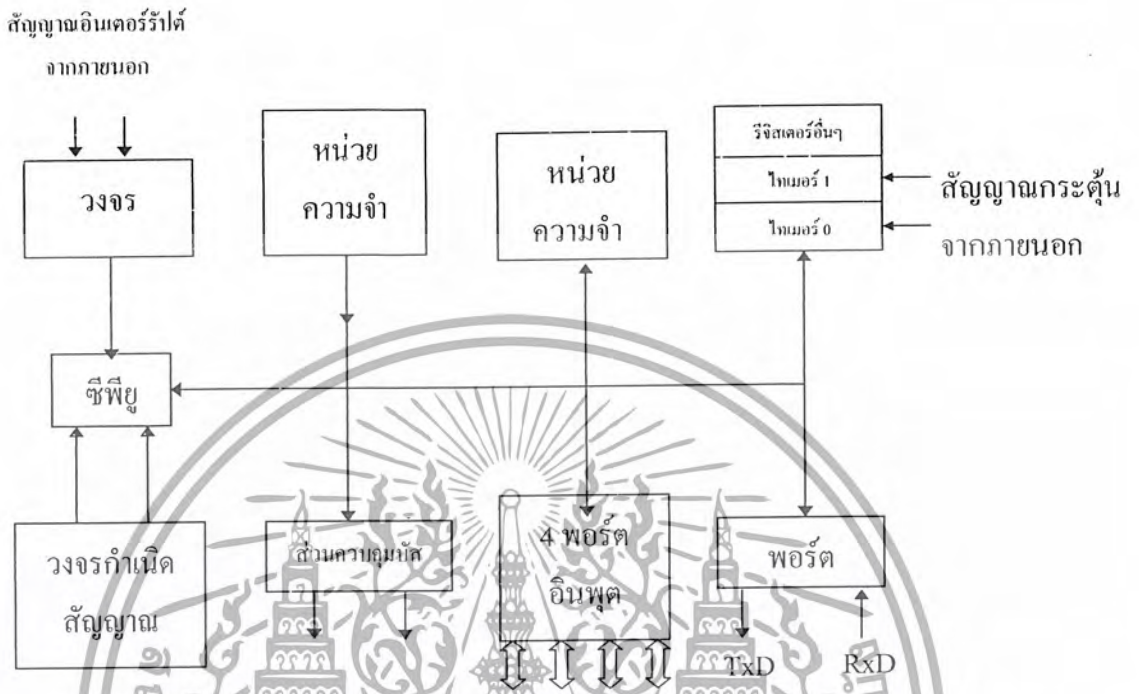 สัญญาณอินเตอร์รัปต์
จากภายนอก
วงจร
หน่วย
ความจำ
หน่วย
ความจำ
รีจิสเตอร์อื่นๆ
ไทเมอร์ 1
ไทเมอร์ 0
สัญญาณกระตุ้น
จากภายนอก
ซีพียู
วงจรกำเนิด
สัญญาณ
ส่วนควบคุมบัส
4 พอร์ต
อินพุต
พอร์ต
TxD
RxD